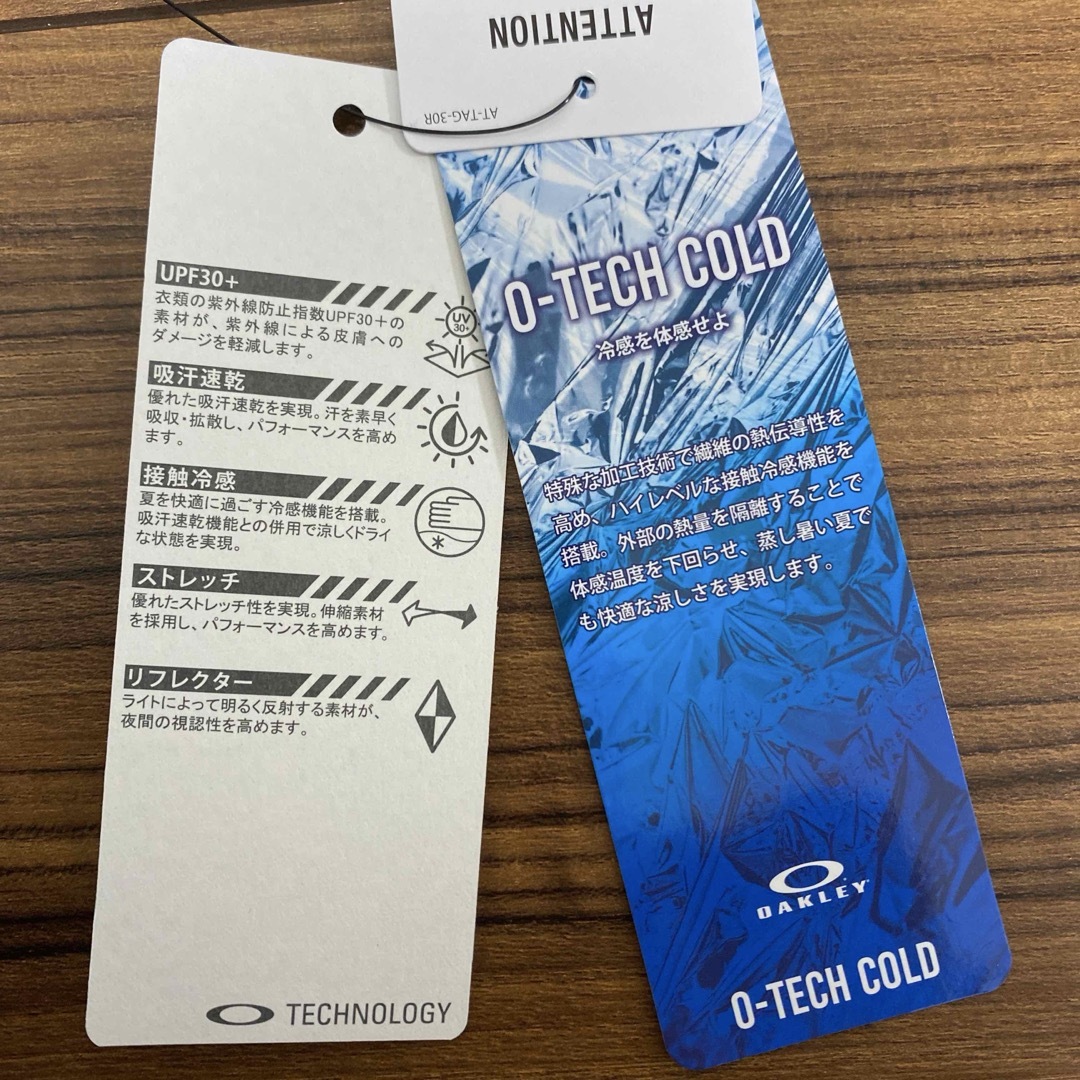 ATTENTION
AT-TAG-30R
UPF30+
衣類の紫外線防止指数UPF30+の
素材が、紫外線による皮膚への
ダメージを軽減します。
UV
30+
吸汗速乾
優れた吸汗速乾を実現。汗を素早く
吸収・拡散し、パフォーマンスを高め
ます。
接触冷感
夏を快適に過ごす冷感機能を搭載。
吸汗速乾機能との併用で涼しくドライ
な状態を実現。
ストレッチ
優れたストレッチ性を実現。伸縮素材
を採用し、パフォーマンスを高めます。
リフレクター
ライトによって明るく反射する素材が、
夜間の視認性を高めます。
TECHNOLOGY
O-TECH COLD
冷感を体感せよ
特殊な加工技術で繊維の熱伝導性を
高め、ハイレベルな接触冷感機能を
搭載。外部の熱量を隔離することで
体感温度を下回らせ、蒸し暑い夏で
も快適な涼しさを実現します。
OAKLEY
O-TECH COLD